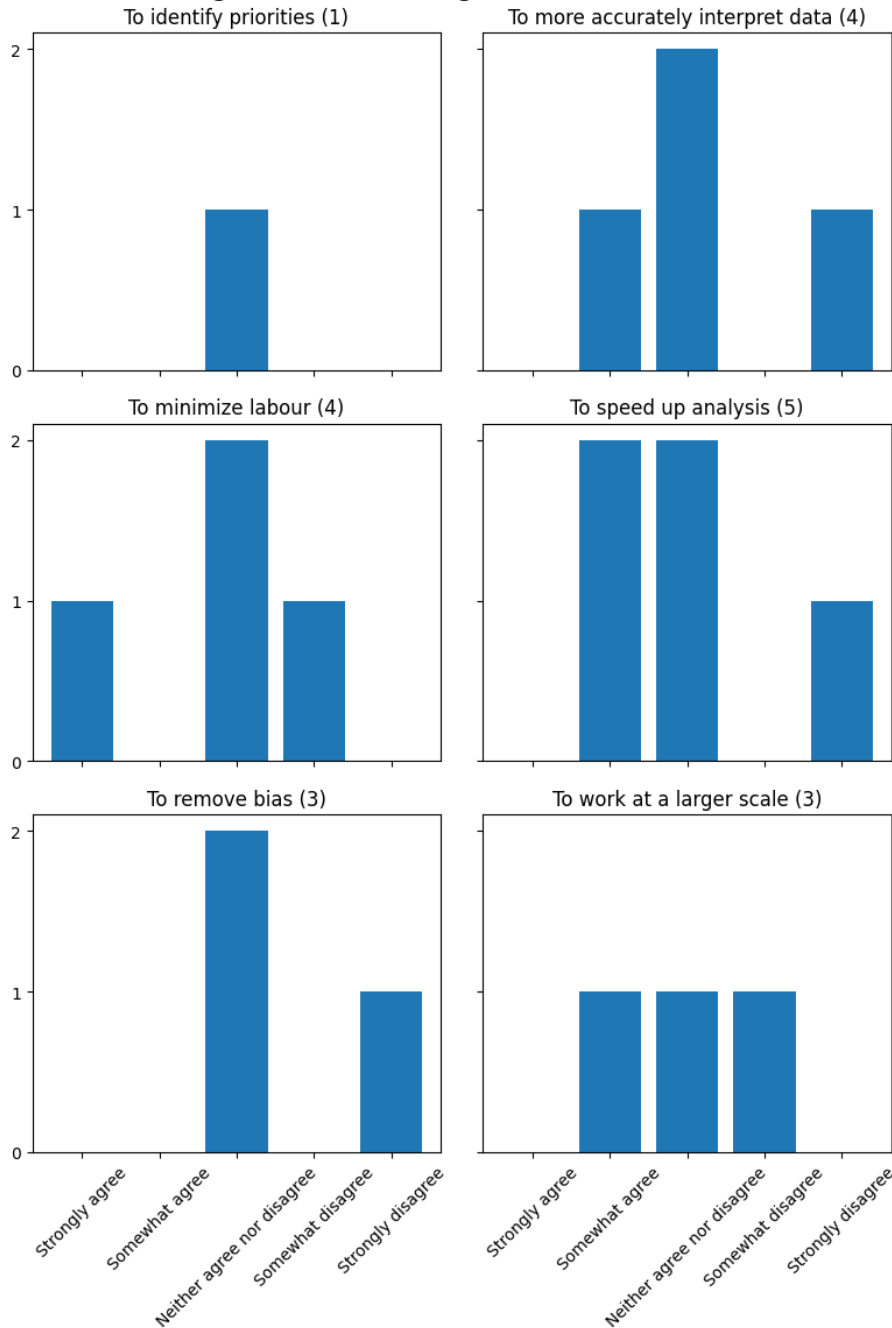 To identify priorities (1)
To more accurately interpret data (4)
2
1
0
To minimize labour (4)
To speed up analysis (5)
2
1
0
To remove bias (3)
To work at a larger scale (3)
2
1
0
Strongly agree
Somewhat agree
Neither agree nor disagree
Somewhat disagree
Strongly disagree
Strongly agree
Somewhat agree
Neither agree nor disagree
Somewhat disagree
Strongly disagree